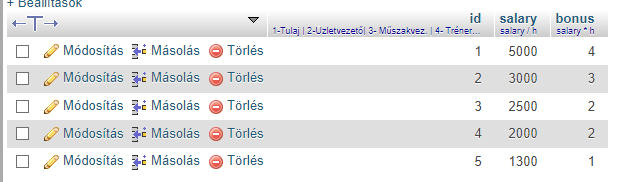 + Beállítások
id salary bonus
1-Tulaj | 2-Uzletvezető| 3- Műszakvez. | 4- Tréner... salary / h salary * h
Módosítás Másolás Törlés 1 5000 4
Módosítás Másolás Törlés 2 3000 3
Módosítás Másolás Törlés 3 2500 2
Módosítás Másolás Törlés 4 2000 2
Módosítás Másolás Törlés 5 1300 1